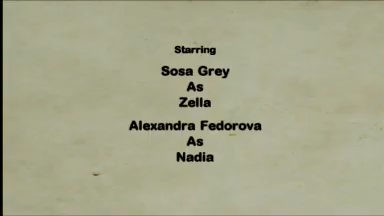 Starring
Sosa Grey
As
Zella
Alexandra Fedorova
As
Nadia